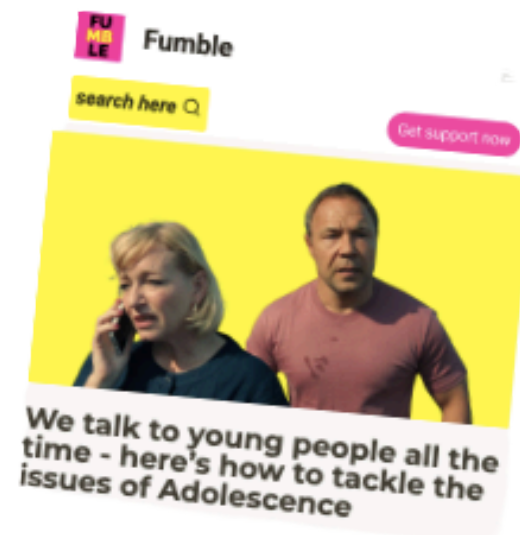 FU
MB
LE
Fumble
search here
Get support now
We talk to young people all the
time - here's how to tackle the
issues of Adolescence